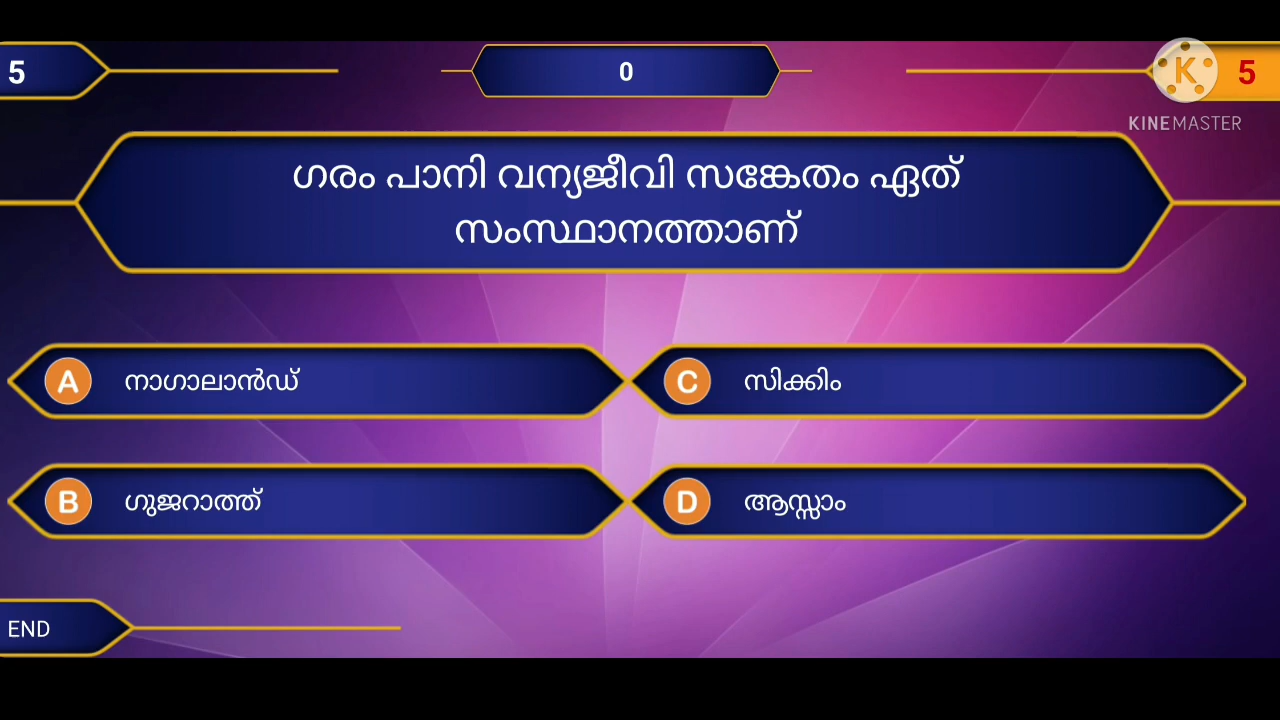 5
0
5
KINEMASTER
ഗരം പാനി വന്യജീവി സങ്കേതം ഏത്
സംസ്ഥാനത്താണ്
A നാഗാലാൻഡ്
C സിക്കിം
B ഗുജറാത്ത്
D ആസ്സാം
END